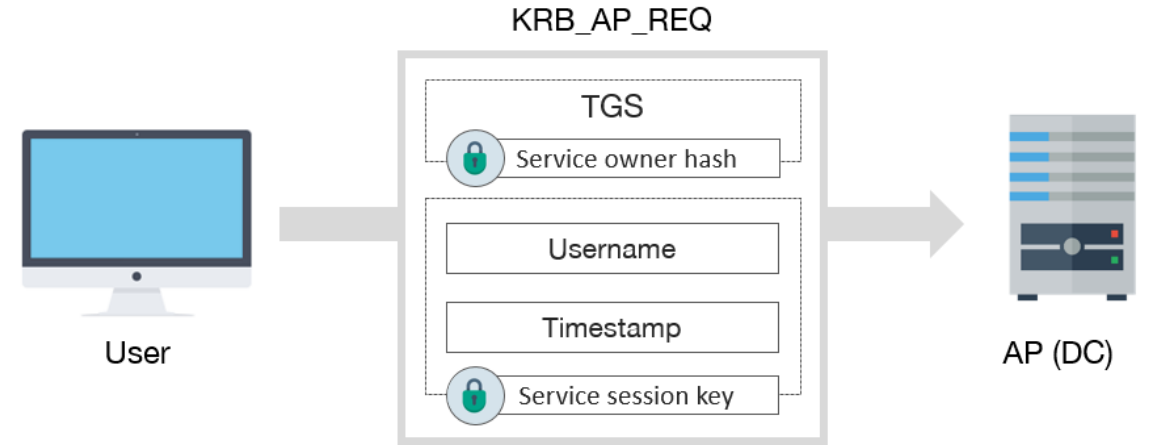 KRB_AP_REQ
TGS
Service owner hash
Username
Timestamp
Service session key
User
AP (DC)